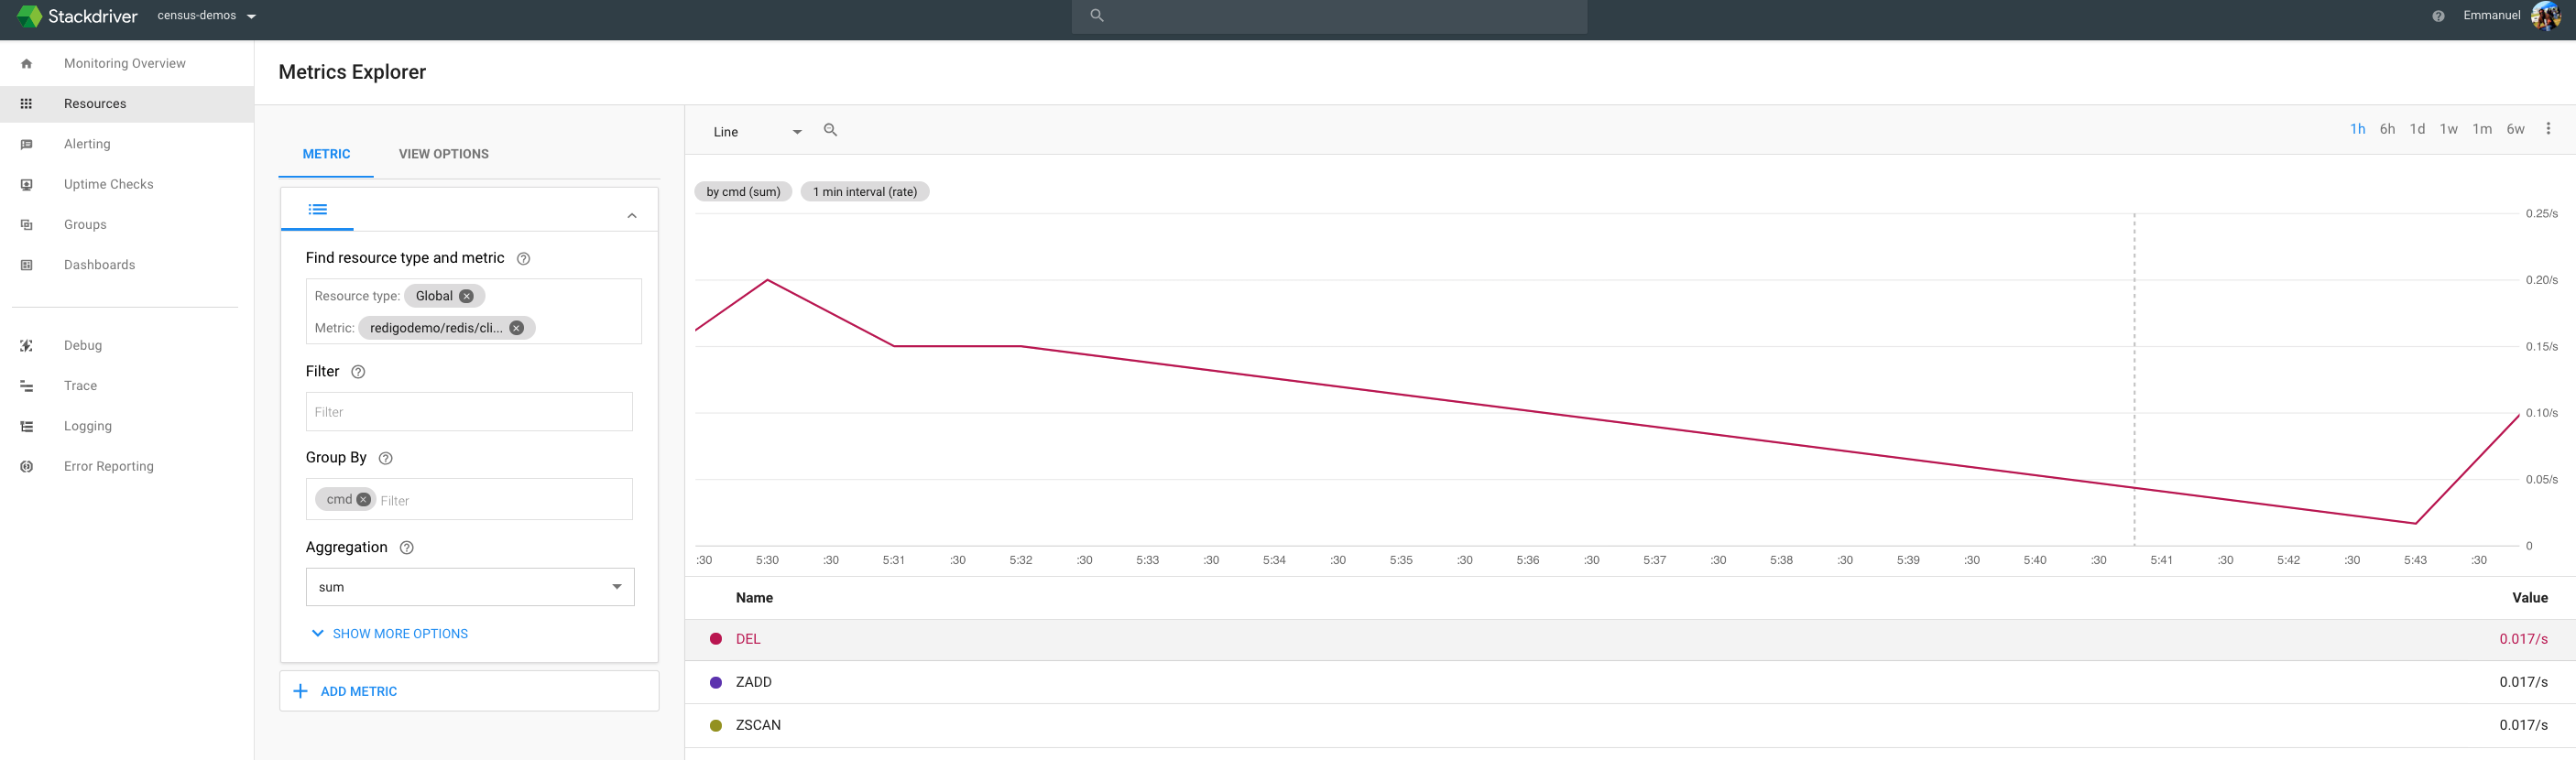 Stackdriver census-demos Emmanuel
Monitoring Overview
Resources
Alerting
Uptime Checks
Groups
Dashboards
Debug
Trace
Logging
Error Reporting
Metrics Explorer
METRIC VIEW OPTIONS
Find resource type and metric
Resource type: Global
Metric: redigodemo/redis/cli...
Filter
Filter
Group By
cmd Filter
Aggregation
sum
SHOW MORE OPTIONS
ADD METRIC
Line 1h 6h 1d 1w 1m 6w
by cmd (sum) 1 min interval (rate)
0.25/s
0.20/s
0.15/s
0.10/s
0.05/s
0
:30 5:30 :30 5:31 :30 5:32 :30 5:33 :30 5:34 :30 5:35 :30 5:36 :30 5:37 :30 5:38 :30 5:39 :30 5:40 :30 5:41 :30 5:42 :30 5:43 :30
Name Value
DEL 0.017/s
ZADD 0.017/s
ZSCAN 0.017/s